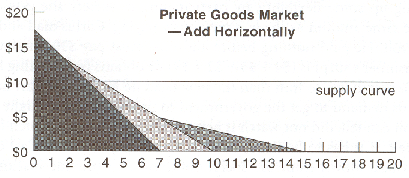 Private Goods Market
— Add Horizontally
$20
$15
$10
supply curve
$5
$0
0 1 2 3 4 5 6 7 8 9 10 11 12 13 14 15 16 17 18 19 20